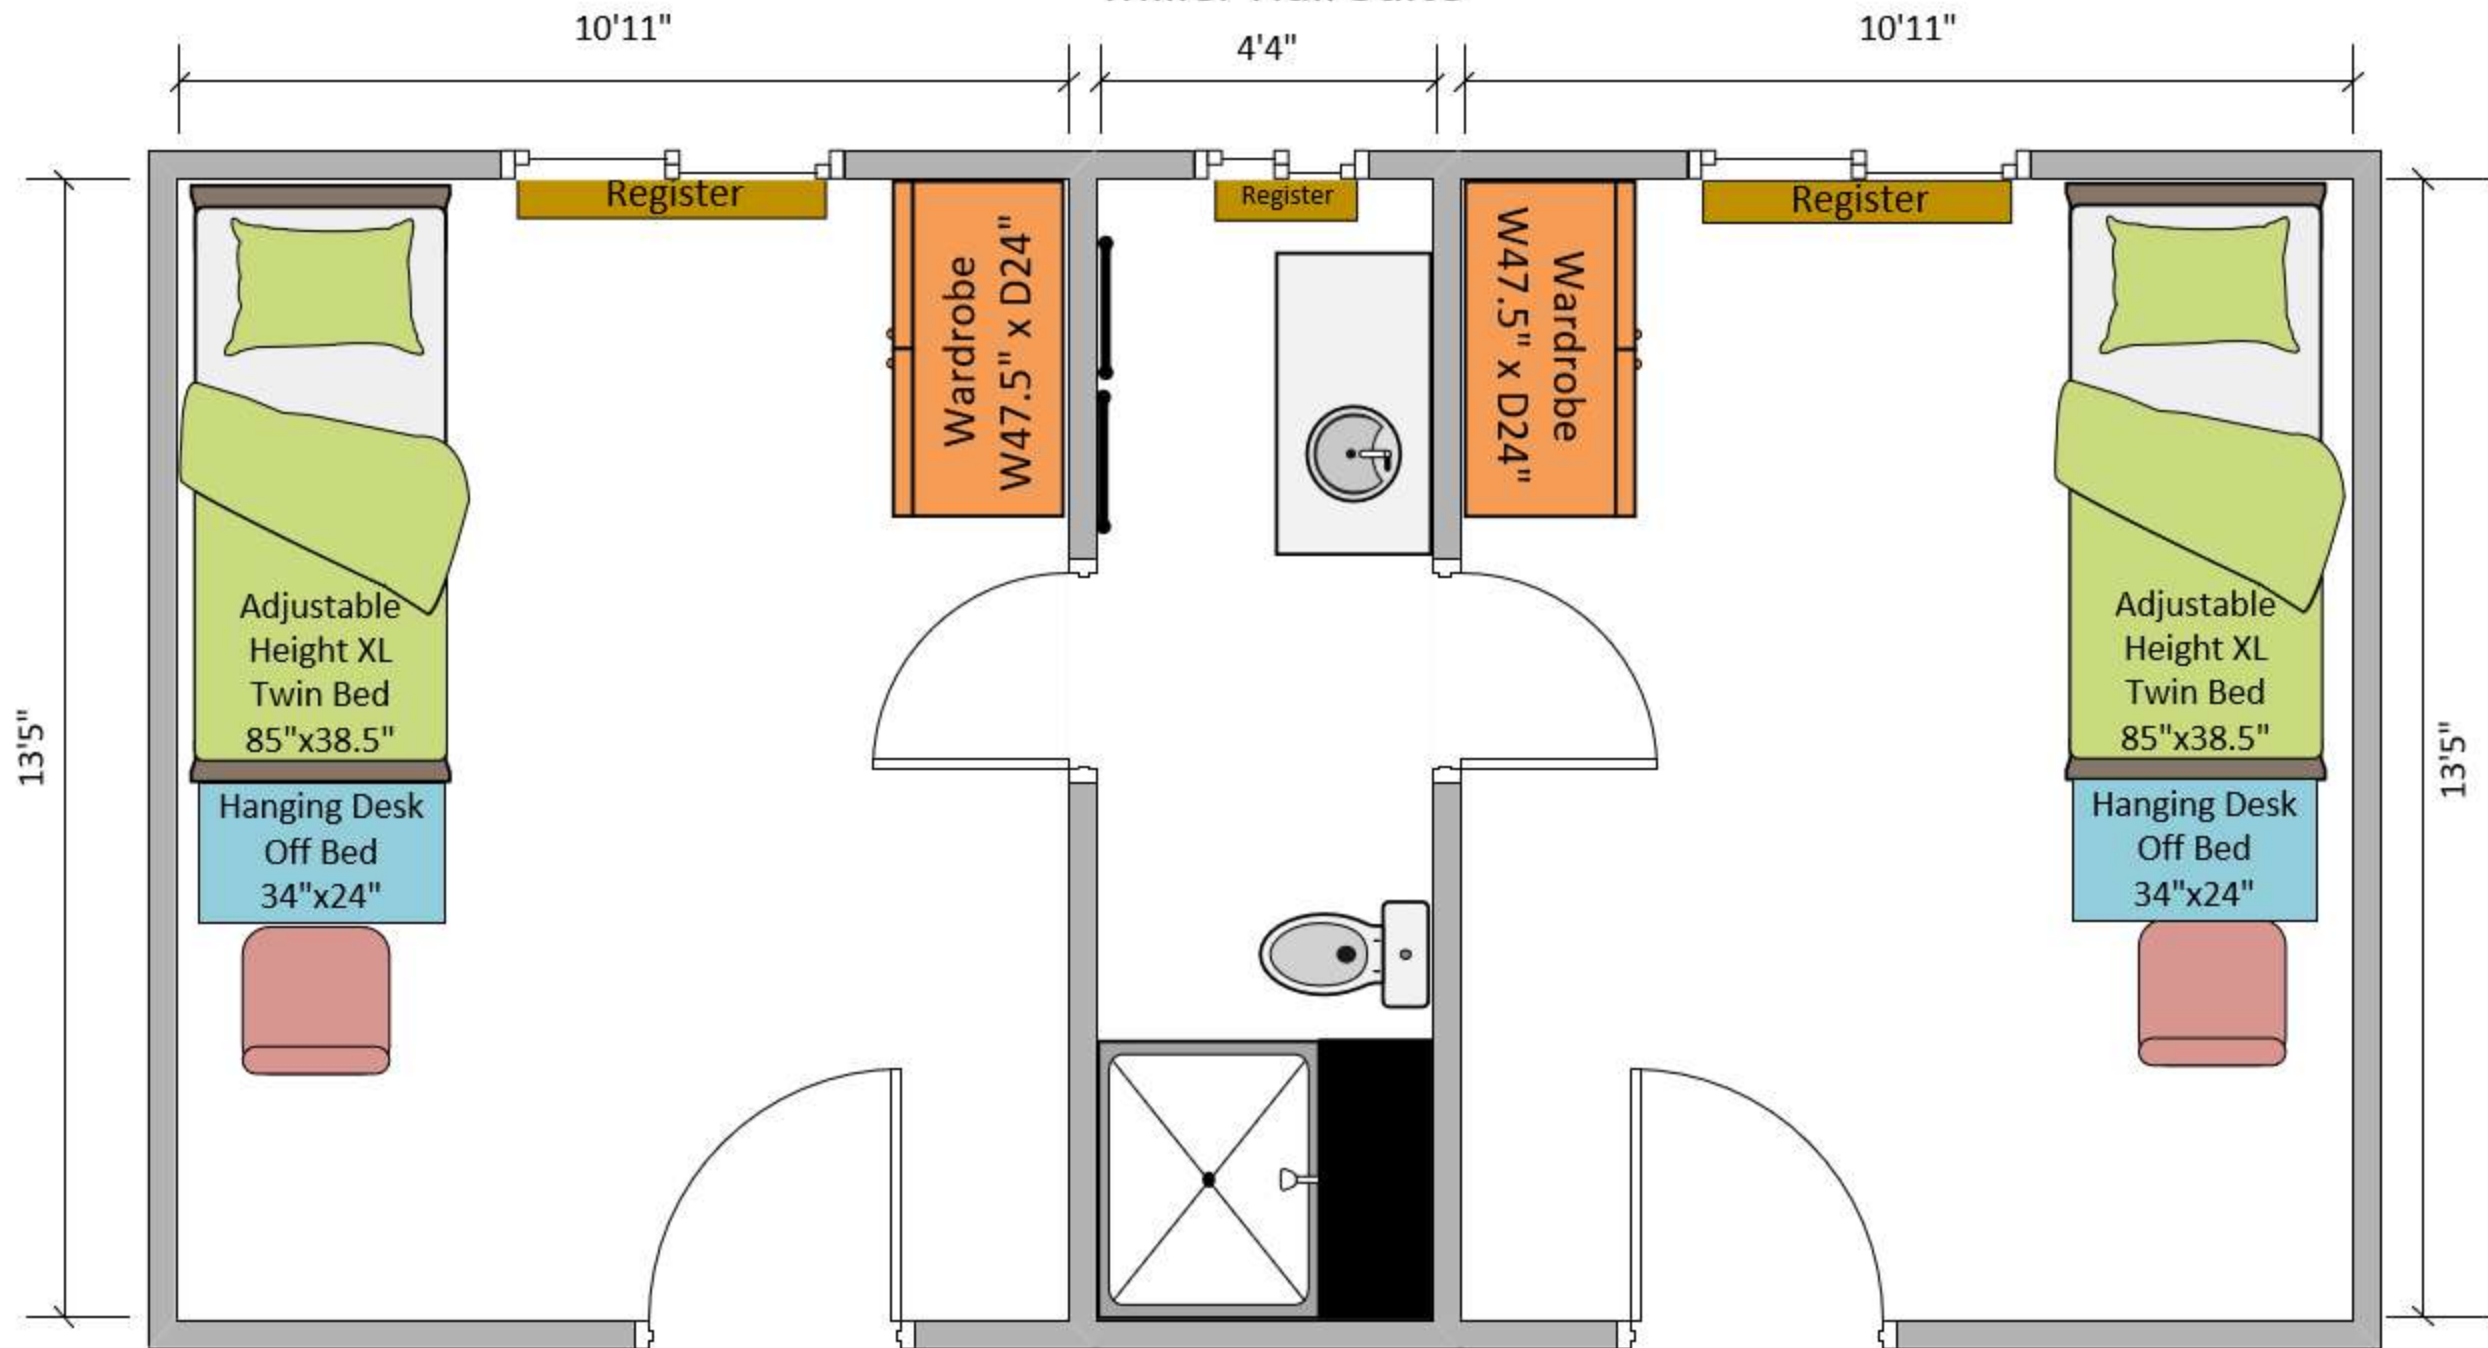 10'11"
4'4"
10'11"
Register
Register
Register
Wardrobe
W47.5" x D24"
Wardrobe
W47.5" x D24"
Adjustable
Height XL
Twin Bed
85"x38.5"
Adjustable
Height XL
Twin Bed
85"x38.5"
13'5"
13'5"
Hanging Desk
Off Bed
34"x24"
Hanging Desk
Off Bed
34"x24"